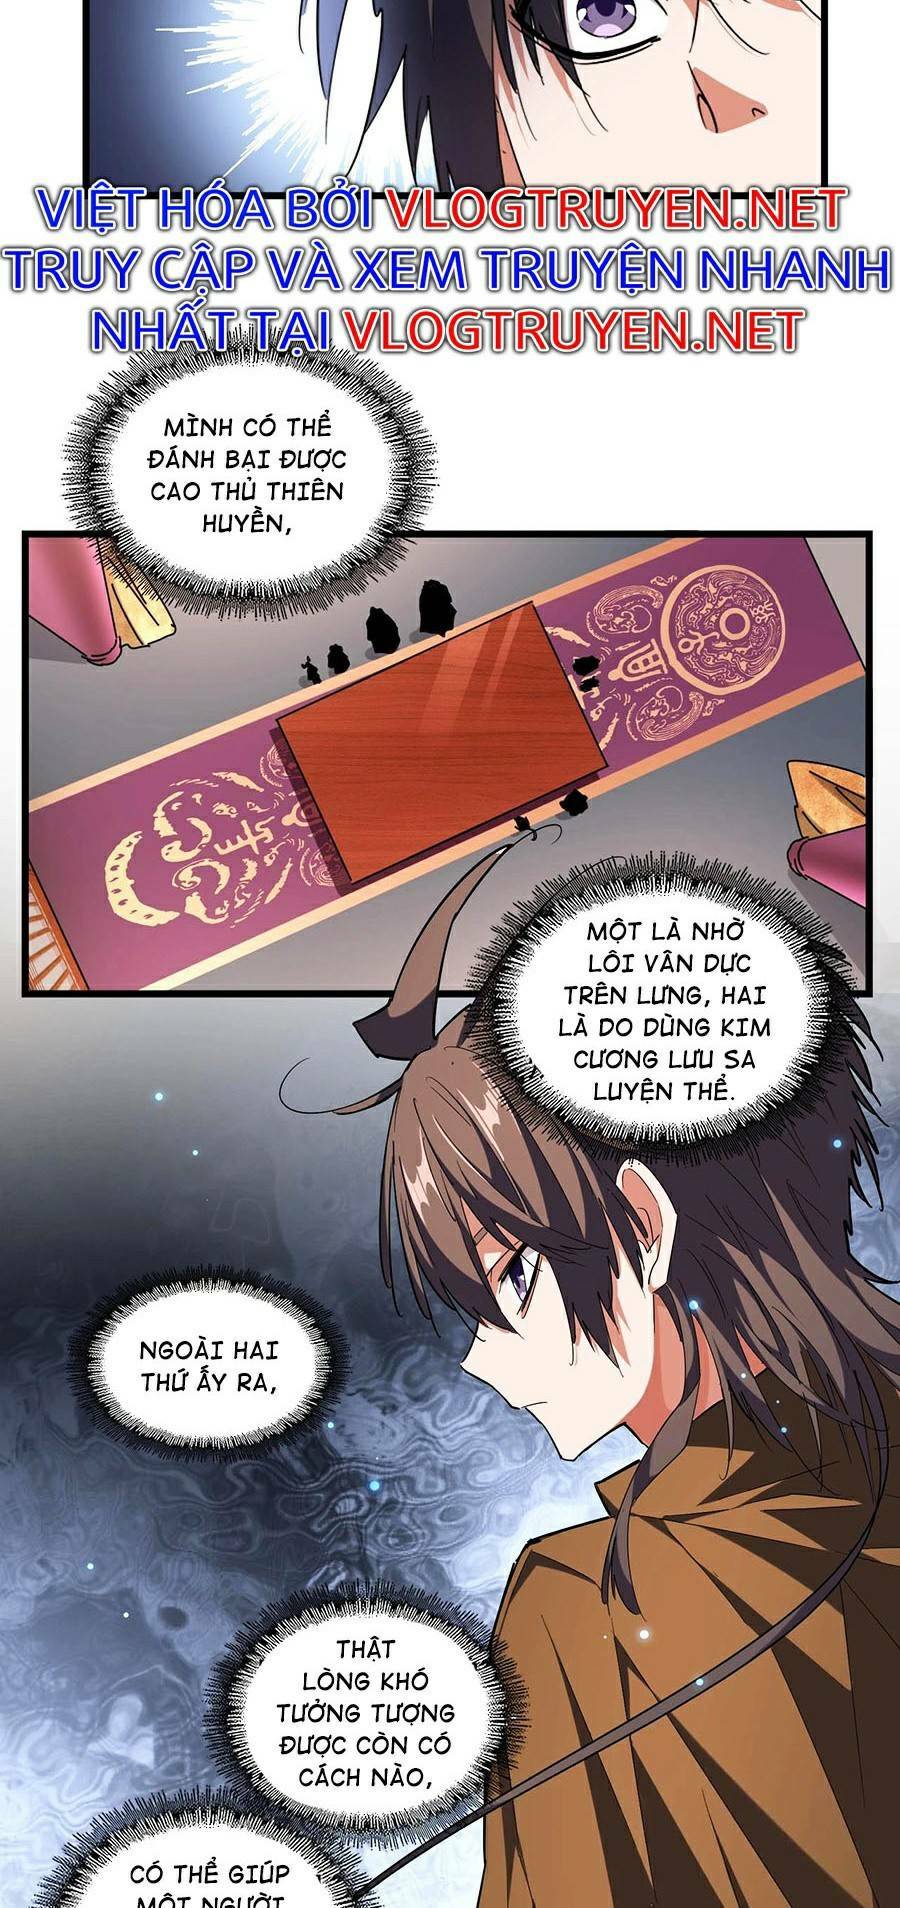 VIỆT HÓA BỞI VLOGTRUYEN.NET
TRUY CẬP VÀ XEM TRUYỆN NHANH
NHẤT TẠI VLOGTRUYEN.NET
MÌNH CÓ THỂ
ĐÁNH BẠI ĐƯỢC
CAO THỦ THIÊN
HUYỀN,
MỘT LÀ NHỜ
LÔI VÂN DỰC
TRÊN LƯNG, HAI
LÀ DO DÙNG KIM
CƯƠNG LƯU SA
LUYỆN THỂ.
NGOÀI HAI
THỨ ẤY RA,
THẬT
LÒNG KHÓ
TƯỞNG TƯỢNG
ĐƯỢC CÒN CÓ
CÁCH NÀO,
CÓ THỂ GIÚP
MỘT NGƯỜI